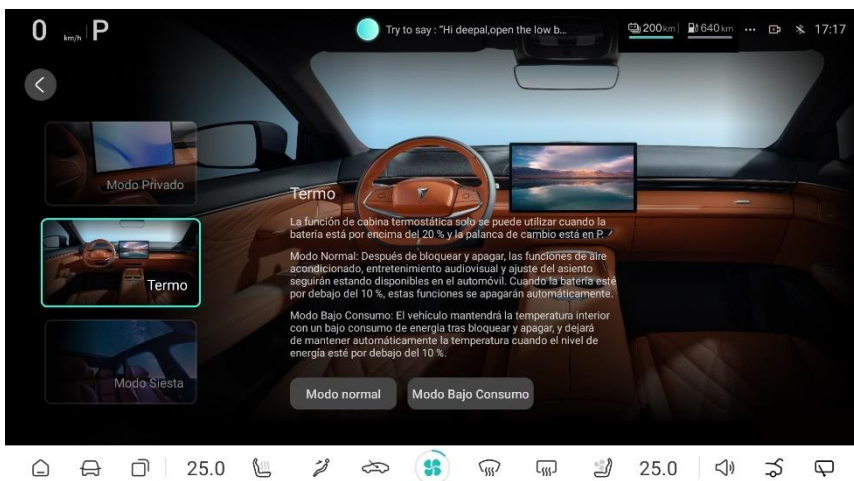 0 km/h P
Try to say : "Hi deepal,open the low b...
200km
640 km
17:17
Modo Privado
Termo
Modo Siesta
Termo
La función de cabina termostática solo se puede utilizar cuando la
batería está por encima del 20 % y la palanca de cambio está en P.
Modo Normal: Después de bloquear y apagar, las funciones de aire
acondicionado, entretenimiento audiovisual y ajuste del asiento
seguirán estando disponibles en el automóvil. Cuando la batería esté
por debajo del 10 %, estas funciones se apagarán automáticamente.
Modo Bajo Consumo: El vehículo mantendrá la temperatura interior
con un bajo consumo de energia tras bloquear y apagar, y dejará
de mantener automáticamente la temperatura cuando el nivel de
energía esté por debajo del 10 %.
Modo normal
Modo Bajo Consumo
25.0
25.0